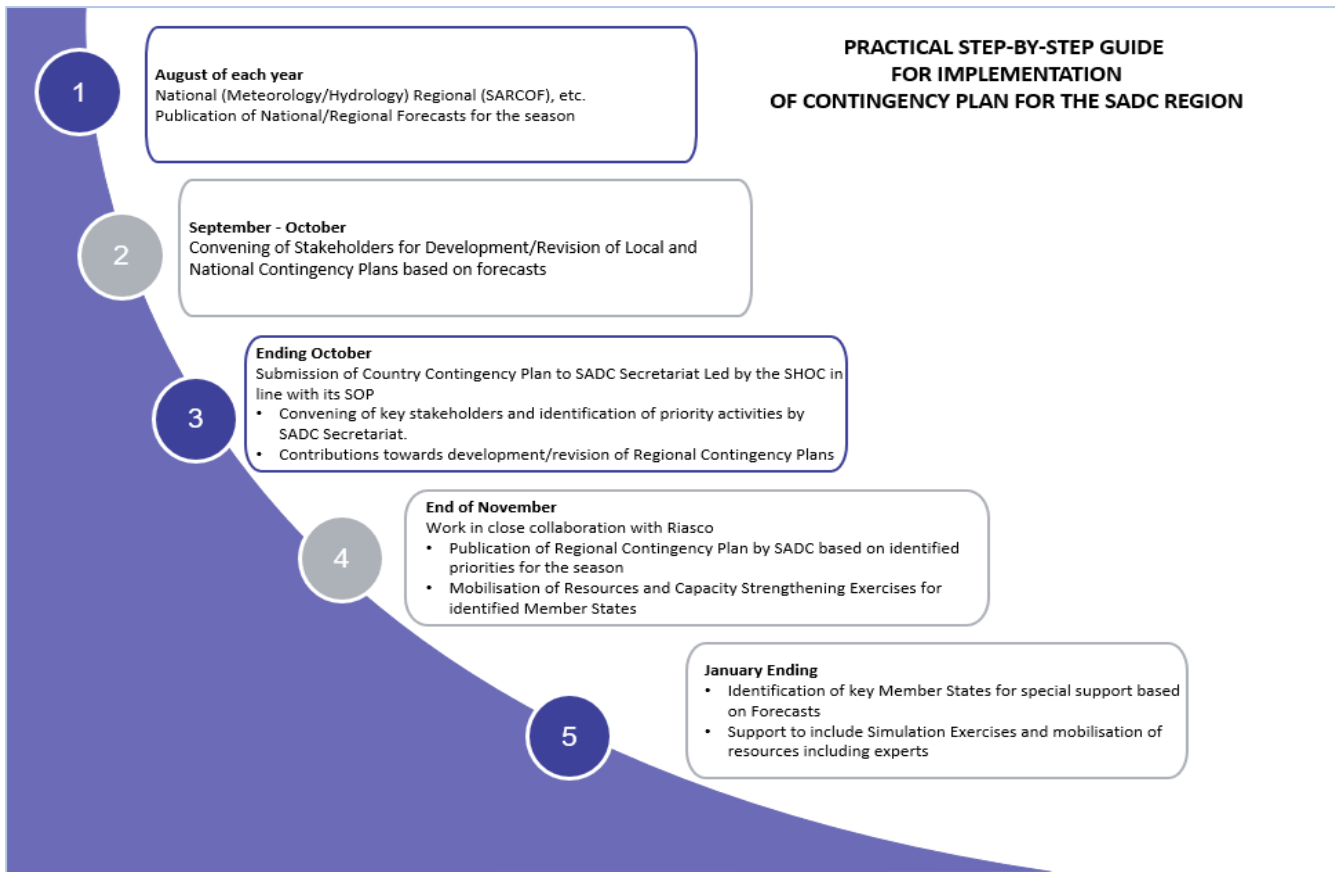 PRACTICAL STEP-BY-STEP GUIDE
FOR IMPLEMENTATION
OF CONTINGENCY PLAN FOR THE SADC REGION
1
August of each year
National (Meteorology/Hydrology) Regional (SARCOF), etc.
Publication of National/Regional Forecasts for the season
2
September - October
Convening of Stakeholders for Development/Revision of Local and
National Contingency Plans based on forecasts
3
Ending October
Submission of Country Contingency Plan to SADC Secretariat Led by the SHOC in
line with its SOP
• Convening of key stakeholders and identification of priority activities by
SADC Secretariat.
• Contributions towards development/revision of Regional Contingency Plans
4
End of November
Work in close collaboration with Riasco
• Publication of Regional Contingency Plan by SADC based on identified
priorities for the season
• Mobilisation of Resources and Capacity Strengthening Exercises for
identified Member States
5
January Ending
• Identification of key Member States for special support based
on Forecasts
• Support to include Simulation Exercises and mobilisation of
resources including experts